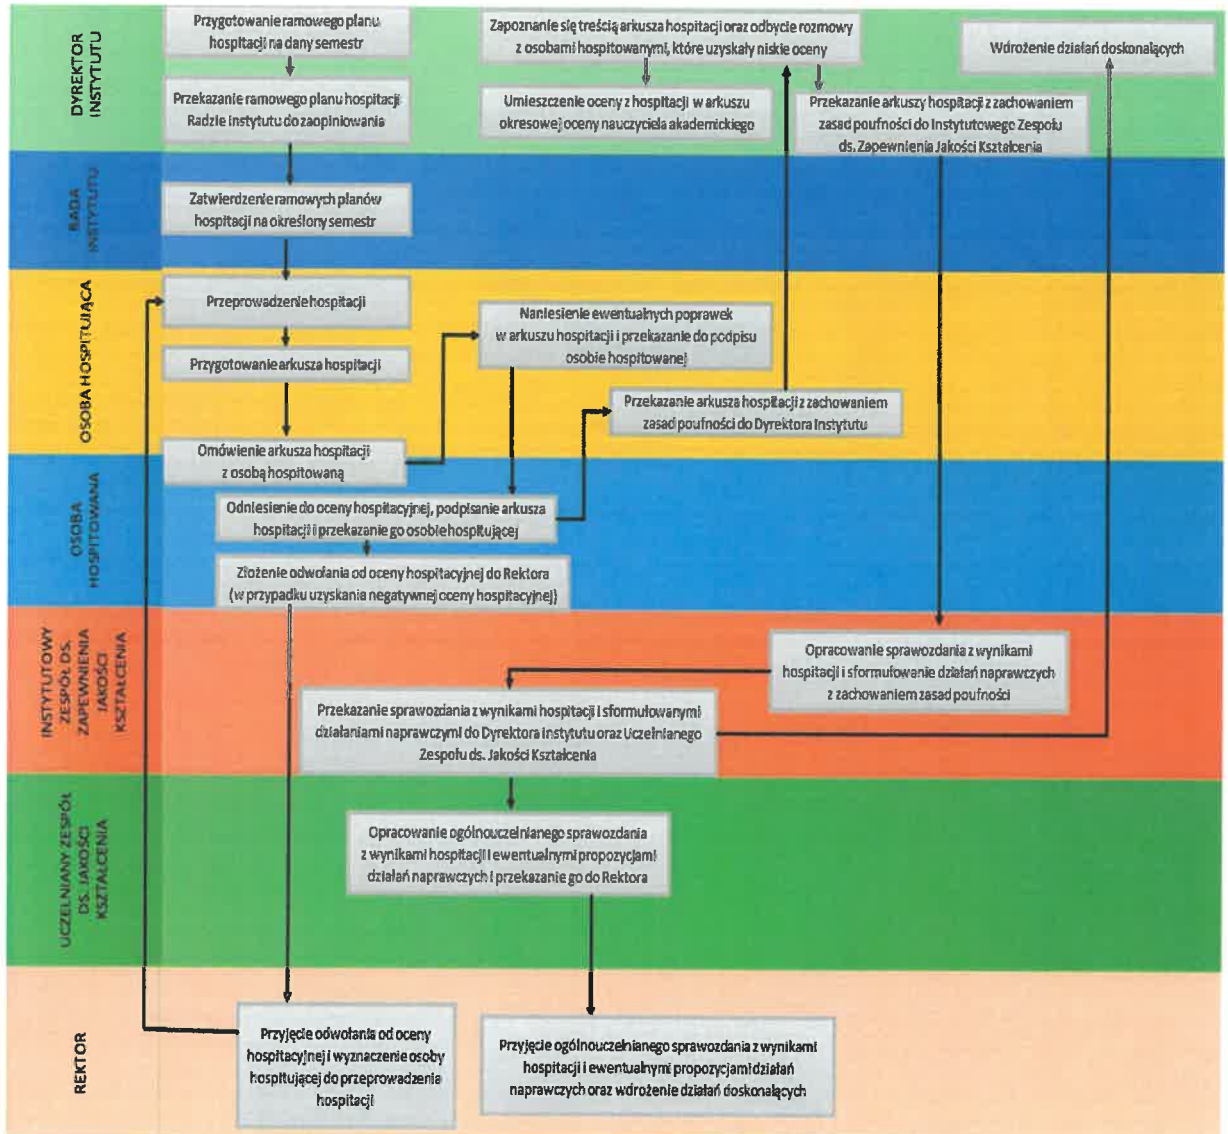 DYREKTOR
INSTYTUTU
Przygotowanie ramowego planu
hospitacji na dany semestr
Zapoznanie się treścią arkusza hospitacji oraz odbycie rozmowy
z osobami hospitowanymi, które uzyskały niskie oceny
Wdrożenie działań doskonalących
Przekazanie ramowego planu hospitacji
Radzie Instytutu do zaopiniowania
Umieszczenie oceny z hospitacji w arkuszu
okresowej oceny nauczyciela akademickiego
Przekazanie arkuszy hospitacji z zachowaniem
zasad poufności do Instytutowego Zespołu
ds. Zapewnienia Jakości Kształcenia
RADA
INSTYTUTU
Zatwierdzenie ramowych planów
hospitacji na określony semestr
OSOBA HOSPITUJĄCA
Przeprowadzenie hospitacji
Naniesienie ewentualnych poprawek
w arkuszu hospitacji i przekazanie do podpisu
osobie hospitowanej
Przygotowanie arkusza hospitacji
Przekazanie arkusza hospitacji z zachowaniem
zasad poufności do Dyrektora Instytutu
Omówienie arkusza hospitacji
z osobą hospitowaną
OSOBA
HOSPITOWANA
Odniesienie do oceny hospitacyjnej, podpisanie arkusza
hospitacji i przekazanie go osobie hospitującej
Złożenie odwołania od oceny hospitacyjnej do Rektora
(w przypadku uzyskania negatywnej oceny hospitacyjnej)
INSTYTUTOWY
ZESPÓŁ DS.
ZAPEWNIENIA
JAKOŚCI
KSZTAŁCENIA
Opracowanie sprawozdania z wynikami
hospitacji i sformułowanie działań naprawczych
z zachowaniem zasad poufności
Przekazanie sprawozdania z wynikami hospitacji i sformułowanymi
działaniami naprawczymi do Dyrektora Instytutu oraz Uczelnianego
Zespołu ds. Jakości Kształcenia
UCZELNIANY ZESPÓŁ
DS. JAKOŚCI
KSZTAŁCENIA
Opracowanie ogólnouczelnianego sprawozdania
z wynikami hospitacji i ewentualnymi propozycjami
działań naprawczych i przekazanie go do Rektora
REKTOR
Przyjęcie odwołania od oceny
hospitacyjnej i wyznaczenie osoby
hospitującej do przeprowadzenia
hospitacji
Przyjęcie ogólnouczelnianego sprawozdania z wynikami
hospitacji i ewentualnymi propozycjami działań
naprawczych oraz wdrożenie działań doskonalących